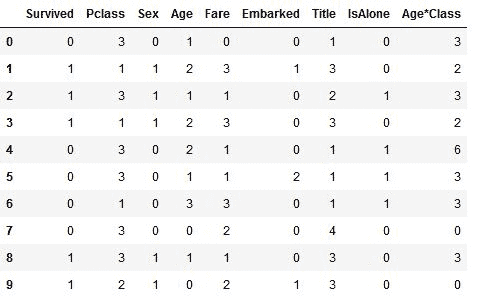 Survived Pclass Sex Age Fare Embarked Title IsAlone Age*Class
0 0 3 0 1 0 0 1 0 3
1 1 1 1 2 3 1 3 0 2
2 1 3 1 1 1 0 2 1 3
3 1 1 1 2 3 0 3 0 2
4 0 3 0 2 1 0 1 1 6
5 0 3 0 1 1 2 1 1 3
6 0 1 0 3 3 0 1 1 3
7 0 3 0 0 2 0 4 0 0
8 1 3 1 1 1 0 3 0 3
9 1 2 1 0 2 1 3 0 0